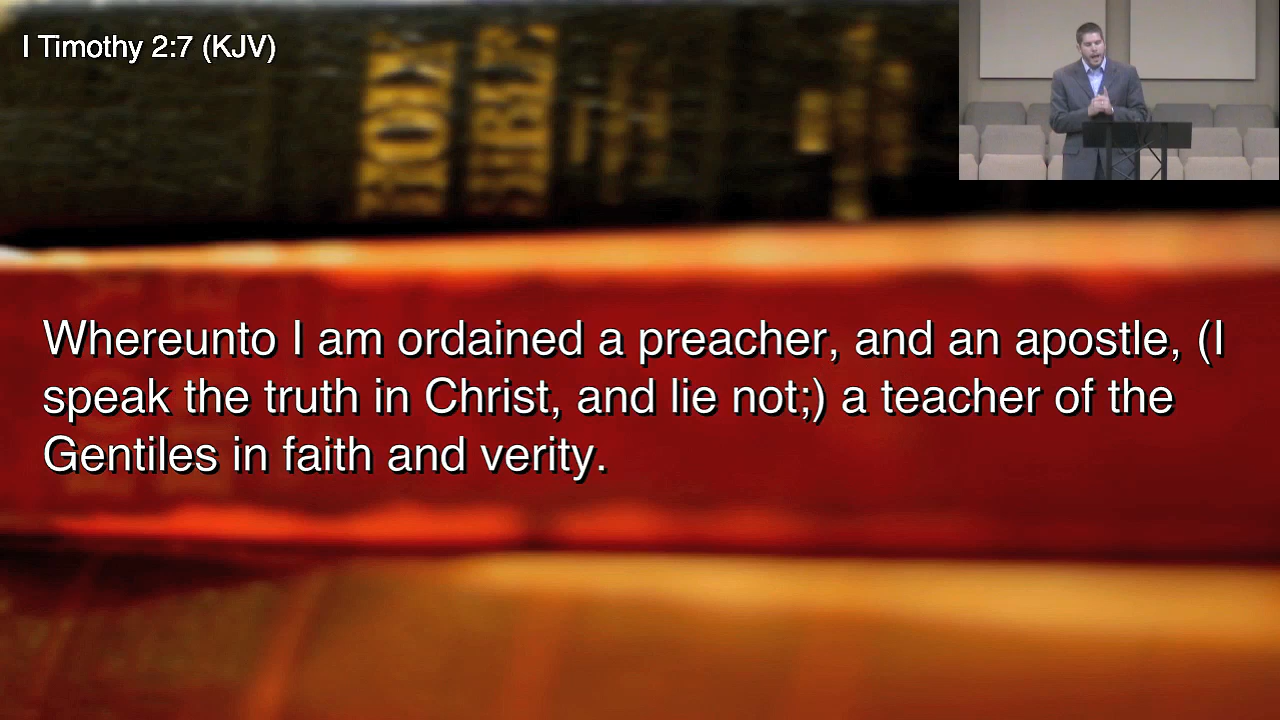 I Timothy 2:7 (KJV)
BIBLE
Whereunto I am ordained a preacher, and an apostle, (I
speak the truth in Christ, and lie not;) a teacher of the
Gentiles in faith and verity.